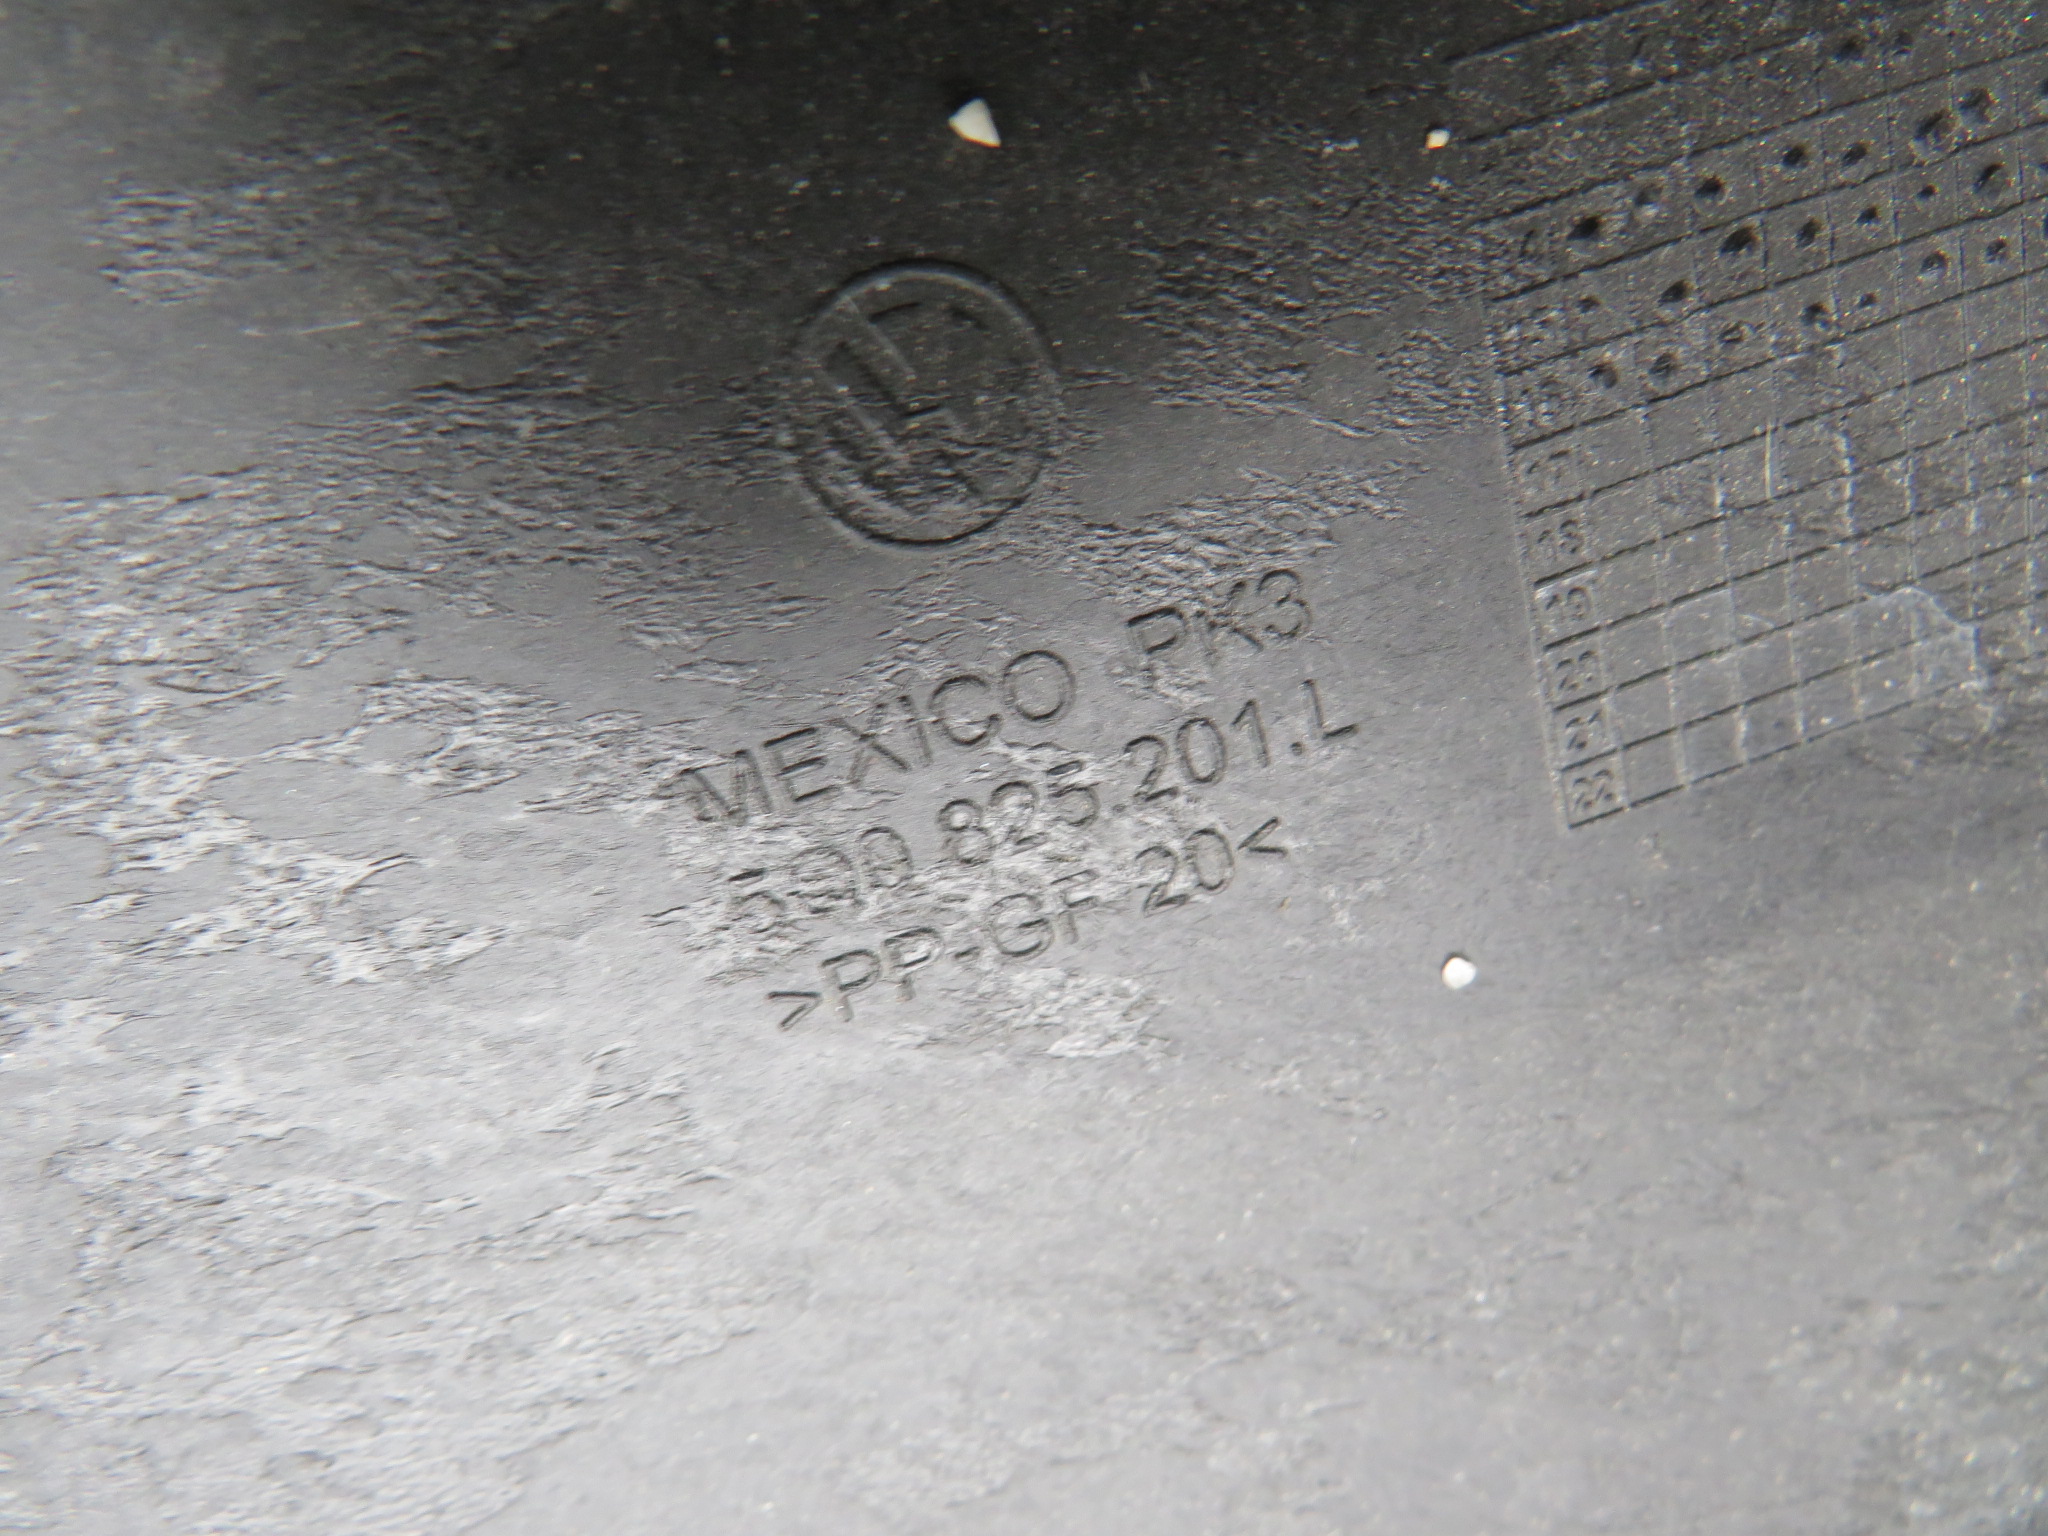 MEXICO PK3
5Q0.825.201.L
>PP-GF 20<
17
18
19
20
21
22